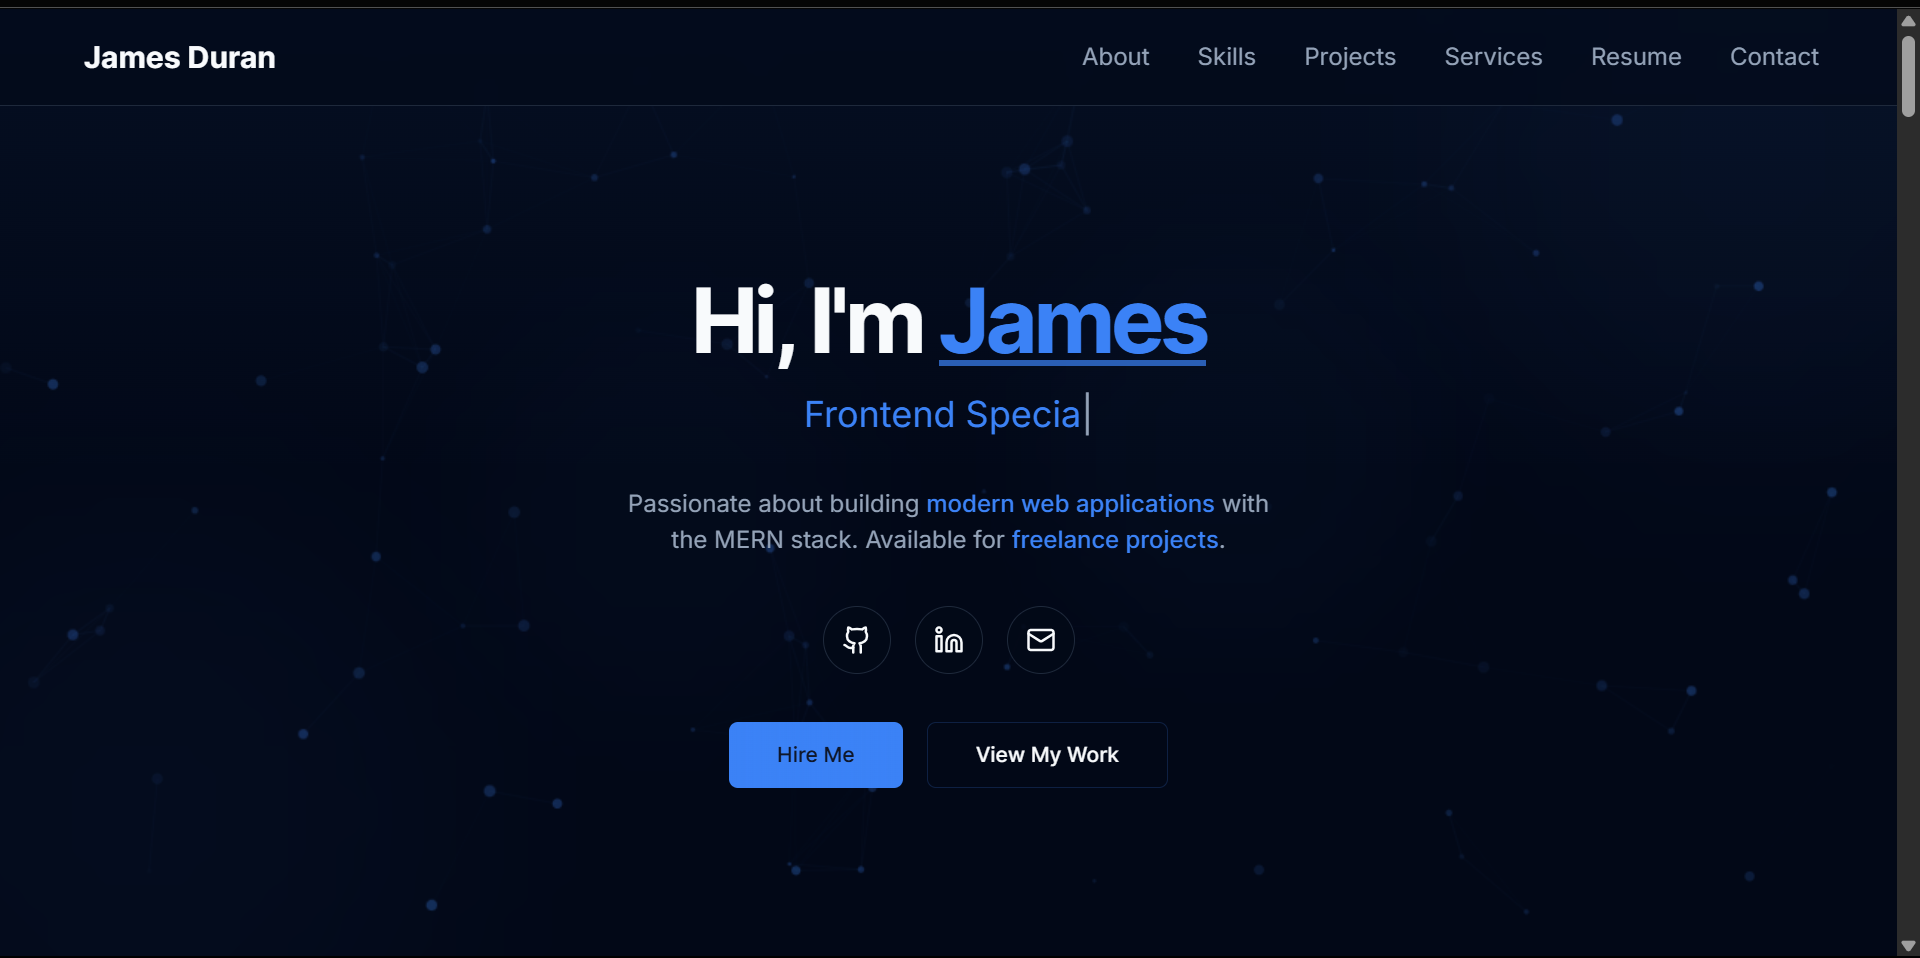 James Duran
About Skills Projects Services Resume Contact
Hi, I'm James
Frontend Specia
Passionate about building modern web applications with
the MERN stack. Available for freelance projects.
Hire Me
View My Work